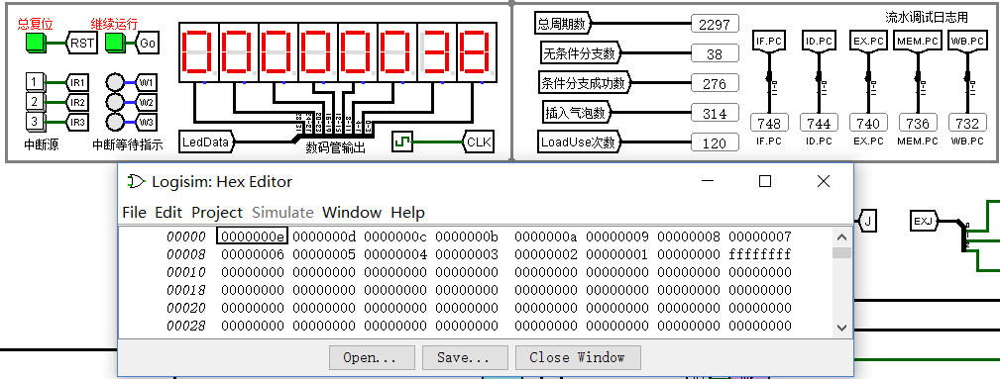 总复位 继续运行
RST Go
1 IR1 W1
2 IR2 W2
3 IR3 W3
中断源 中断等待指示
00000038
LedData 数码管输出 CLK
总周期数 2297
无条件分支数 38
条件分支成功数 276
插入气泡数 314
LoadUse次数 120
流水调试日志用
IF.PC ID.PC EX.PC MEM.PC WB.PC
748 744 740 736 732
IF.PC ID.PC EX.PC MEM.PC WB.PC
Logisim: Hex Editor
File Edit Project Simulate Window Help
00000 0000000e 0000000d 0000000c 0000000b 0000000a 00000009 00000008 00000007
00008 00000006 00000005 00000004 00000003 00000002 00000001 00000000 ffffffff
00010 00000000 00000000 00000000 00000000 00000000 00000000 00000000 00000000
00018 00000000 00000000 00000000 00000000 00000000 00000000 00000000 00000000
00020 00000000 00000000 00000000 00000000 00000000 00000000 00000000 00000000
00028 00000000 00000000 00000000 00000000 00000000 00000000 00000000 00000000
Open... Save... Close Window
J EXJ